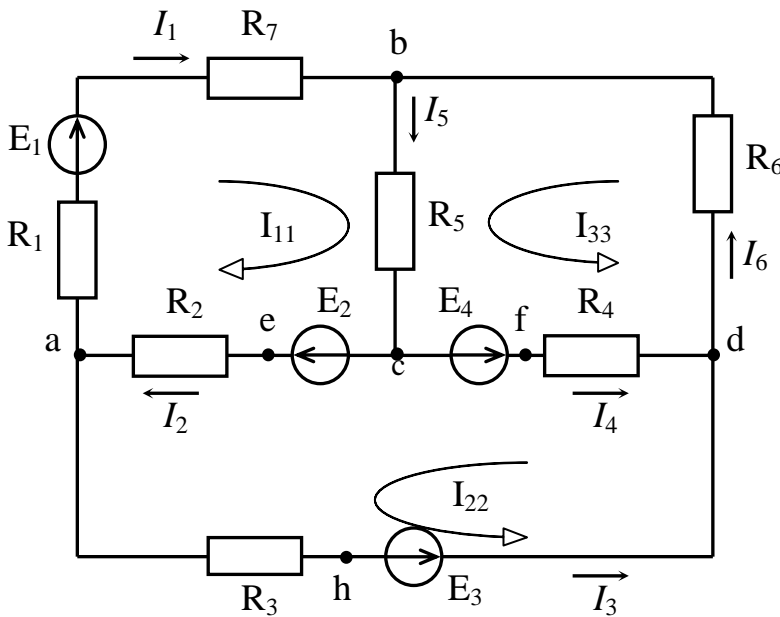 I₁ R₇ b
I₅
E₁ R₆
R₁ I₁₁ R₅ I₃₃ I₆
R₂ e E₂ E₄ f R₄
a c d
I₂ I₄
I₂₂
R₃ h E₃ I₃